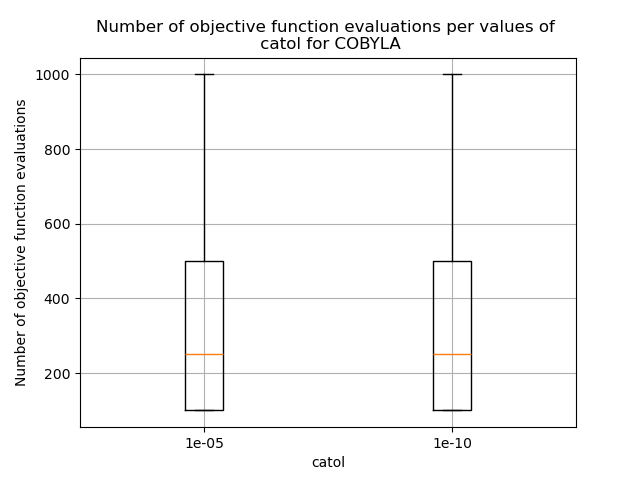 Number of objective function evaluations per values of
catol for COBYLA
Number of objective function evaluations
1000
800
600
400
200
1e-05
1e-10
catol